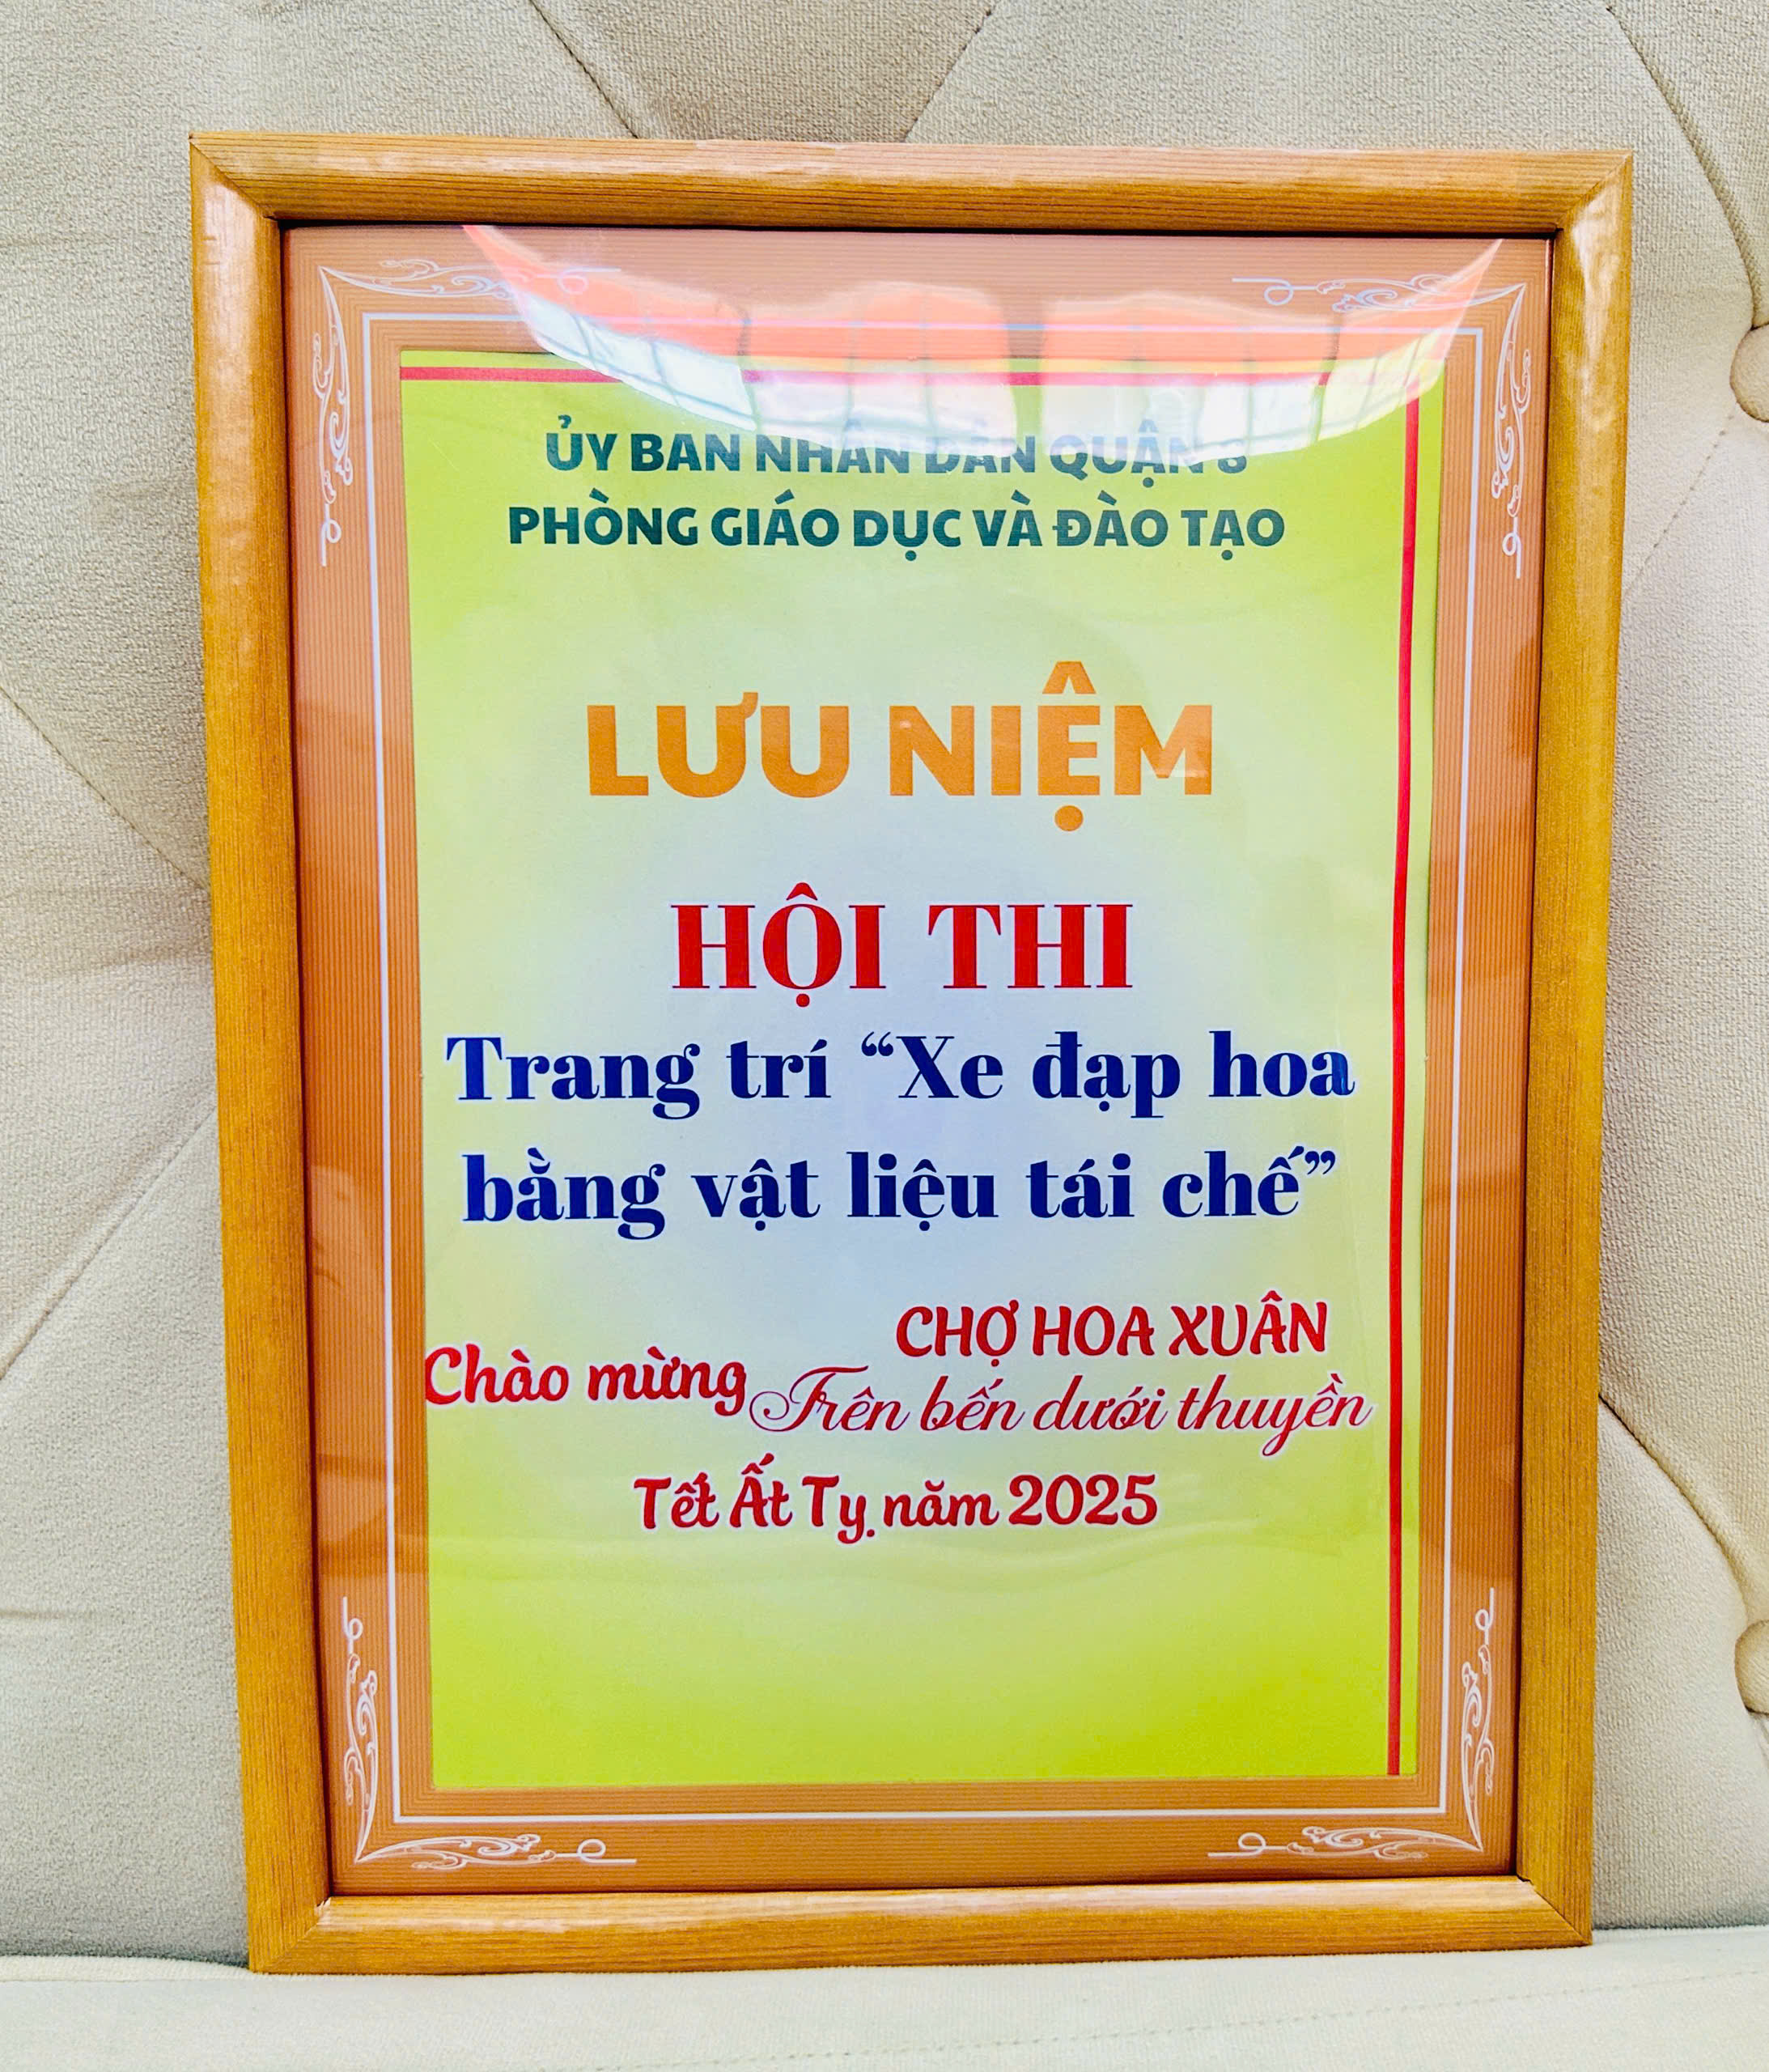 ỦY BAN NHÂN DÂN QUẬN 8
PHÒNG GIÁO DỤC VÀ ĐÀO TẠO
LƯU NIỆM
HỘI THI
Trang trí “Xe đạp hoa
bằng vật liệu tái chế”
Chào mừng CHỢ HOA XUÂN
Trên bến dưới thuyền
Tết Ất Tỵ năm 2025